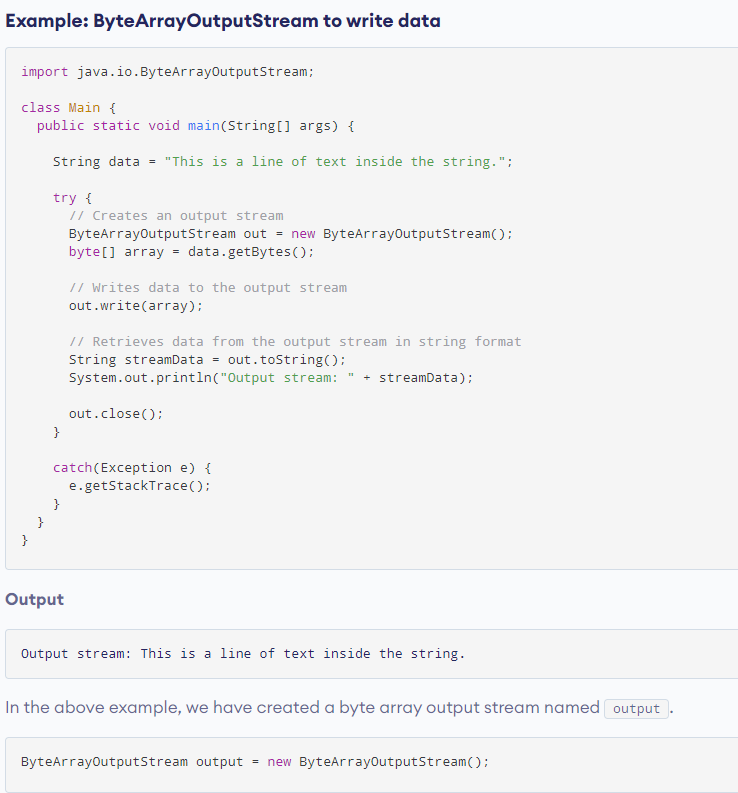 Example: ByteArrayOutputStream to write data
import java.io.ByteArrayOutputStream;
class Main {
public static void main(String[] args) {
String data = "This is a line of text inside the string.";
try {
// Creates an output stream
ByteArrayOutputStream out = new ByteArrayOutputStream();
byte[] array = data.getBytes();
// Writes data to the output stream
out.write(array);
// Retrieves data from the output stream in string format
String streamData = out.toString();
System.out.println("Output stream: " + streamData);
out.close();
}
catch(Exception e) {
e.getStackTrace();
}
}
}
Output
Output stream: This is a line of text inside the string.
In the above example, we have created a byte array output stream named output.
ByteArrayOutputStream output = new ByteArrayOutputStream();